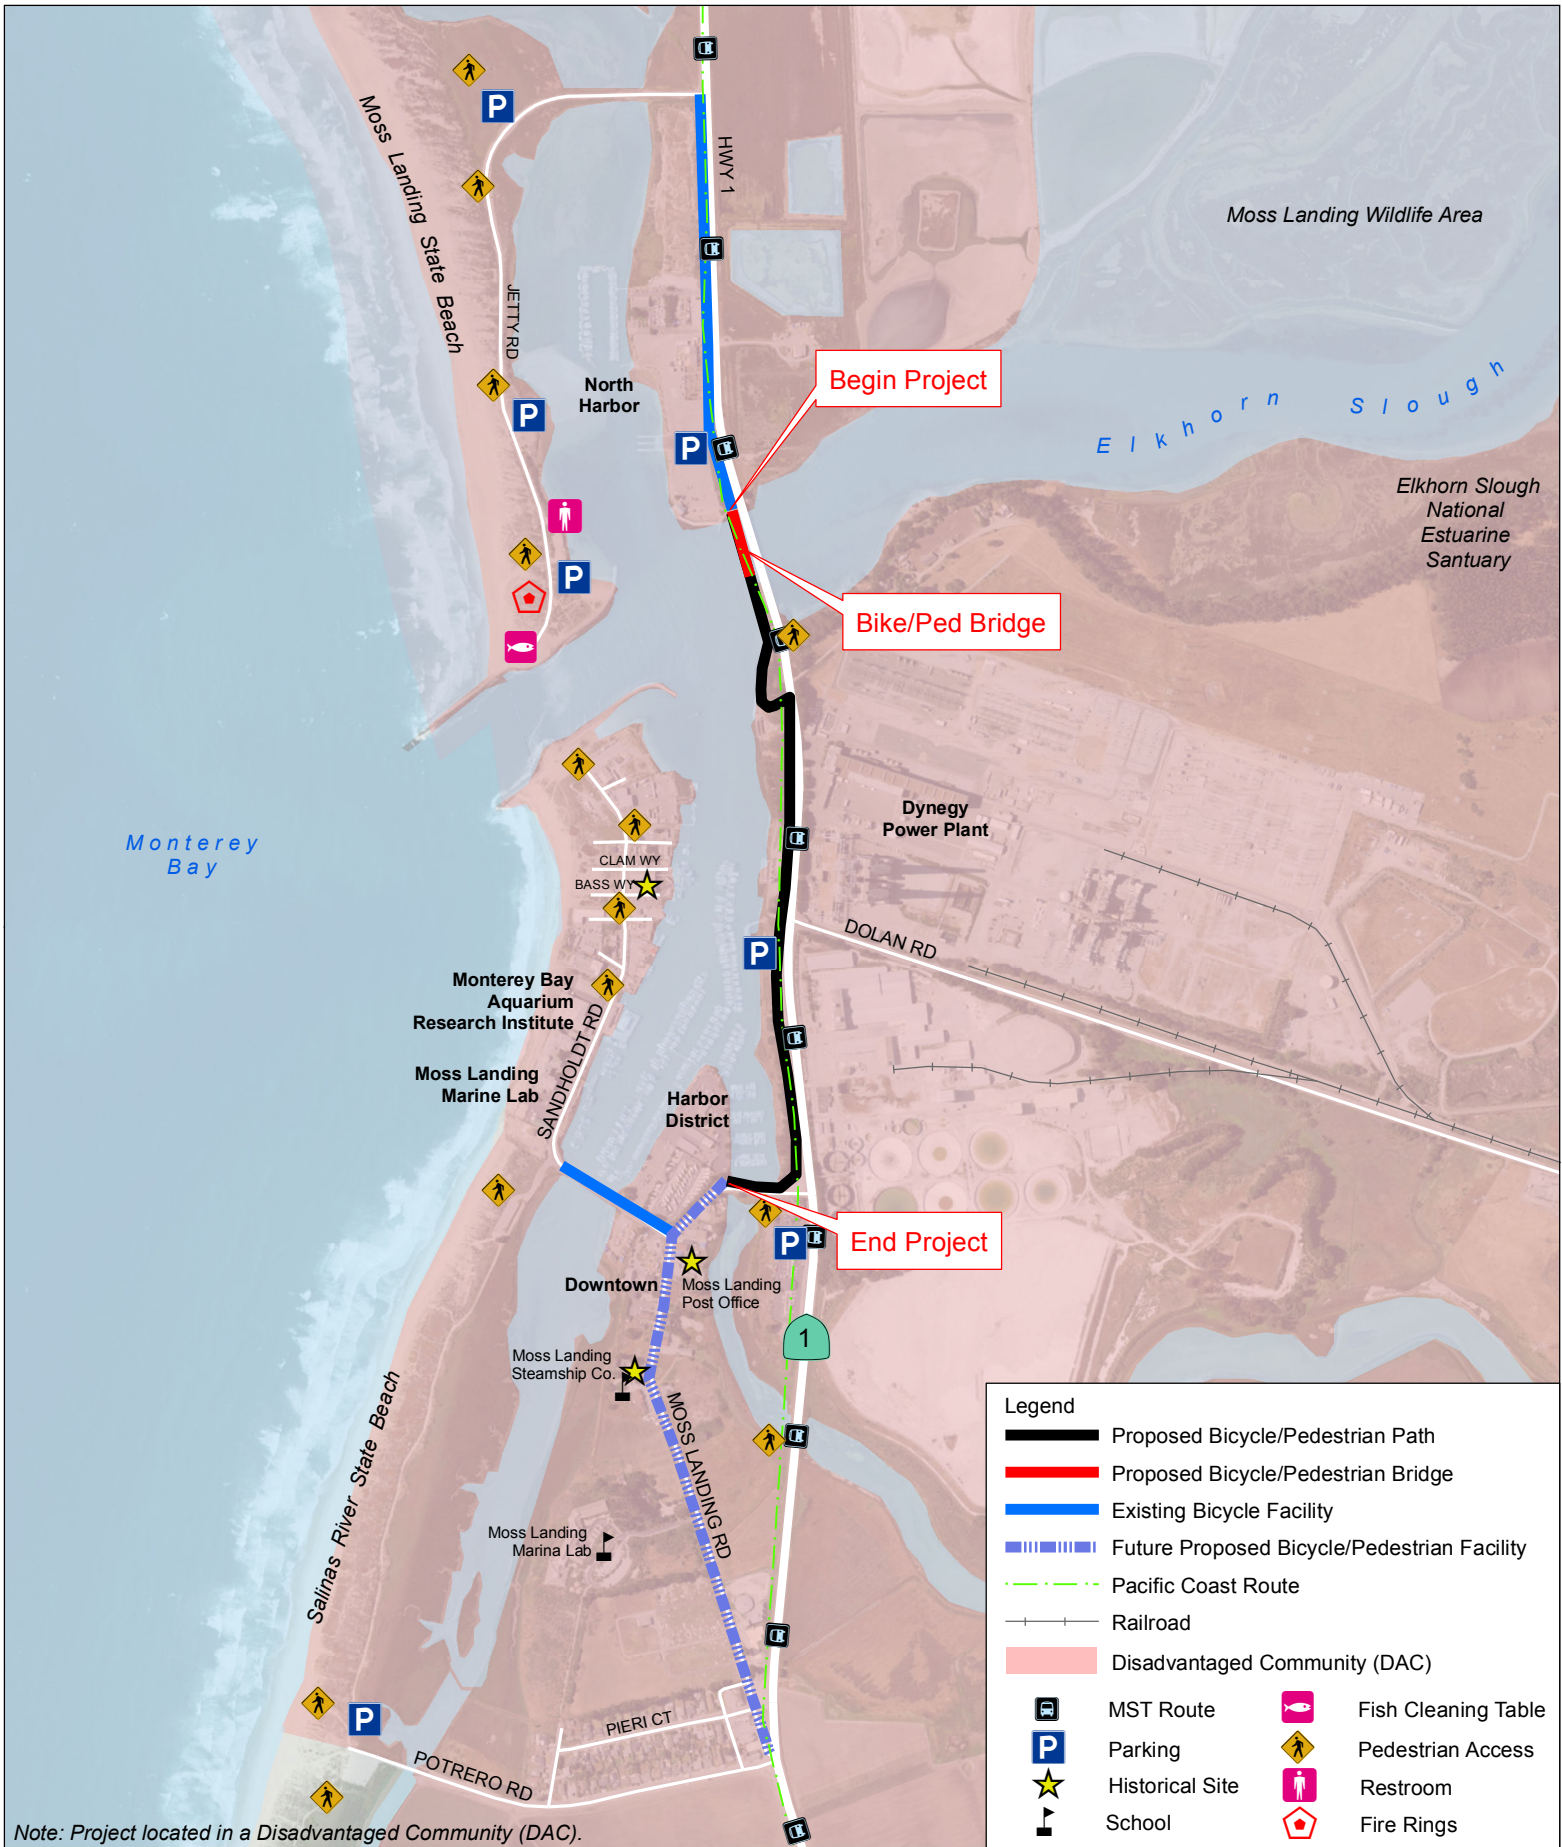 HWY 1
Moss Landing State Beach
JETTY RD
Moss Landing Wildlife Area
North
Harbor
Begin Project
Elkhorn Slough
Elkhorn Slough
National
Estuarine
Santuary
Bike/Ped Bridge
Monterey
Bay
Dynegy
Power Plant
CLAM WY
BASS WY
DOLAN RD
Monterey Bay
Aquarium
Research Institute
SANDHOLDT RD
Moss Landing
Marine Lab
Harbor
District
End Project
Downtown
Moss Landing
Post Office
1
Moss Landing
Steamship Co.
MOSS LANDING RD
Salinas River State Beach
Moss Landing
Marina Lab
PIERI CT
POTRERO RD
Note: Project located in a Disadvantaged Community (DAC).
P
P
P
P
P
P
P
Legend
Proposed Bicycle/Pedestrian Path
Proposed Bicycle/Pedestrian Bridge
Existing Bicycle Facility
Future Proposed Bicycle/Pedestrian Facility
Pacific Coast Route
Railroad
Disadvantaged Community (DAC)
MST Route
Fish Cleaning Table
P Parking
Pedestrian Access
Historical Site
Restroom
School
Fire Rings